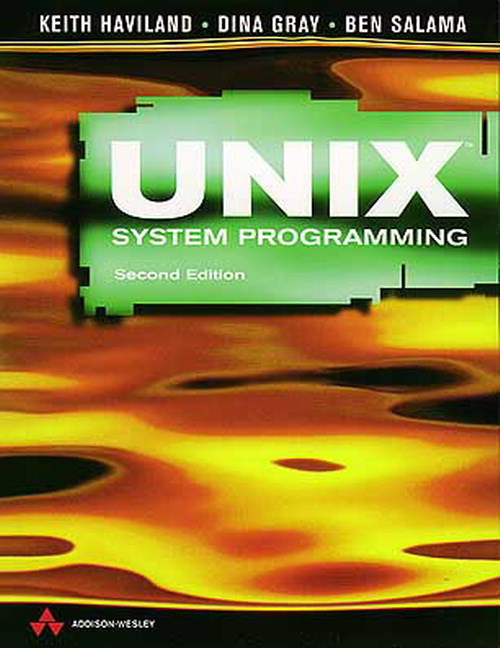 KEITH HAVILAND • DINA GRAY • BEN SALAMA
UNIX™
SYSTEM PROGRAMMING
Second Edition
ADDISON-WESLEY